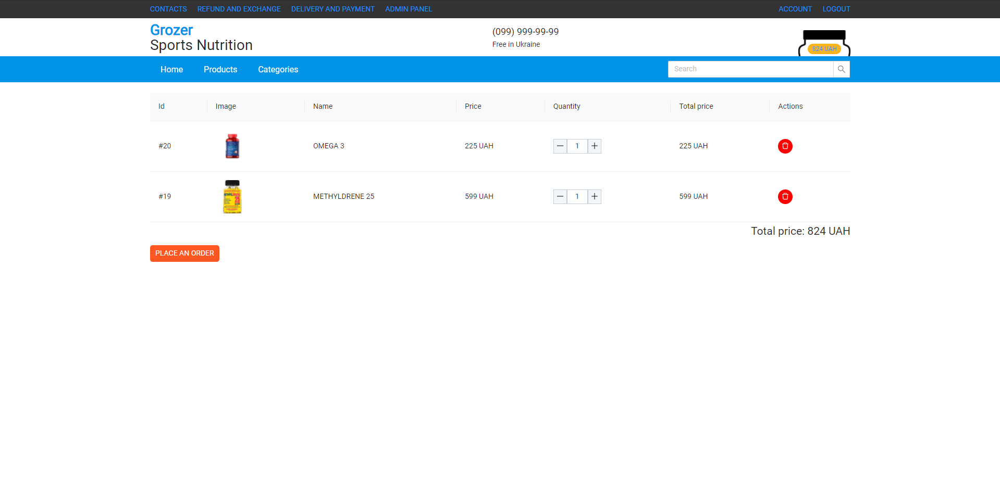 CONTACTS REFUND AND EXCHANGE DELIVERY AND PAYMENT ADMIN PANEL ACCOUNT LOGOUT
Grozer
Sports Nutrition
(099) 999-99-99
Free in Ukraine
824 UAH
Home Products Categories Search
Id Image Name Price Quantity Total price Actions
#20 OMEGA 3 225 UAH 1 225 UAH
#19 METHYLDRENE 25 599 UAH 1 599 UAH
Total price: 824 UAH
PLACE AN ORDER